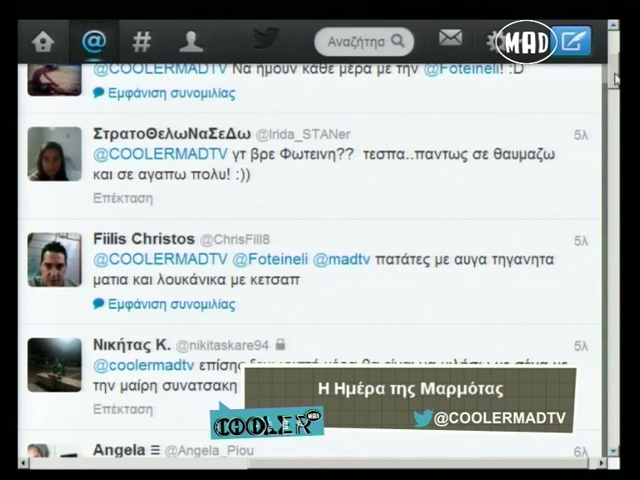 Αναζήτησ
MAD
@COOLERMADTV Να ήμουν κάθε μέρα με την @Foteineli! :D
Εμφάνιση συνομιλίας
ΣτρατοΘελωΝαΣεΔω @Irida_STANer 5λ
@COOLERMADTV γτ βρε Φωτεινη?? τεσπα..παντως σε θαυμαζω
και σε αγαπω πολυ! :))
Επέκταση
Fiilis Christos @ChrisFill8 5λ
@COOLERMADTV @Foteineli @madtv πατάτες με αυγα τηγανητα
ματια και λουκάνικα με κετσαπ
Εμφάνιση συνομιλίας
Νικήτας Κ. @nikitaskare94 5λ
@coolermadtv επίσης
την μαίρη συνατσακη
Επέκταση
Η Ημέρα της Μαρμότας
COOLER MAD
@COOLERMADTV
Angela @Angela_Plou 6λ